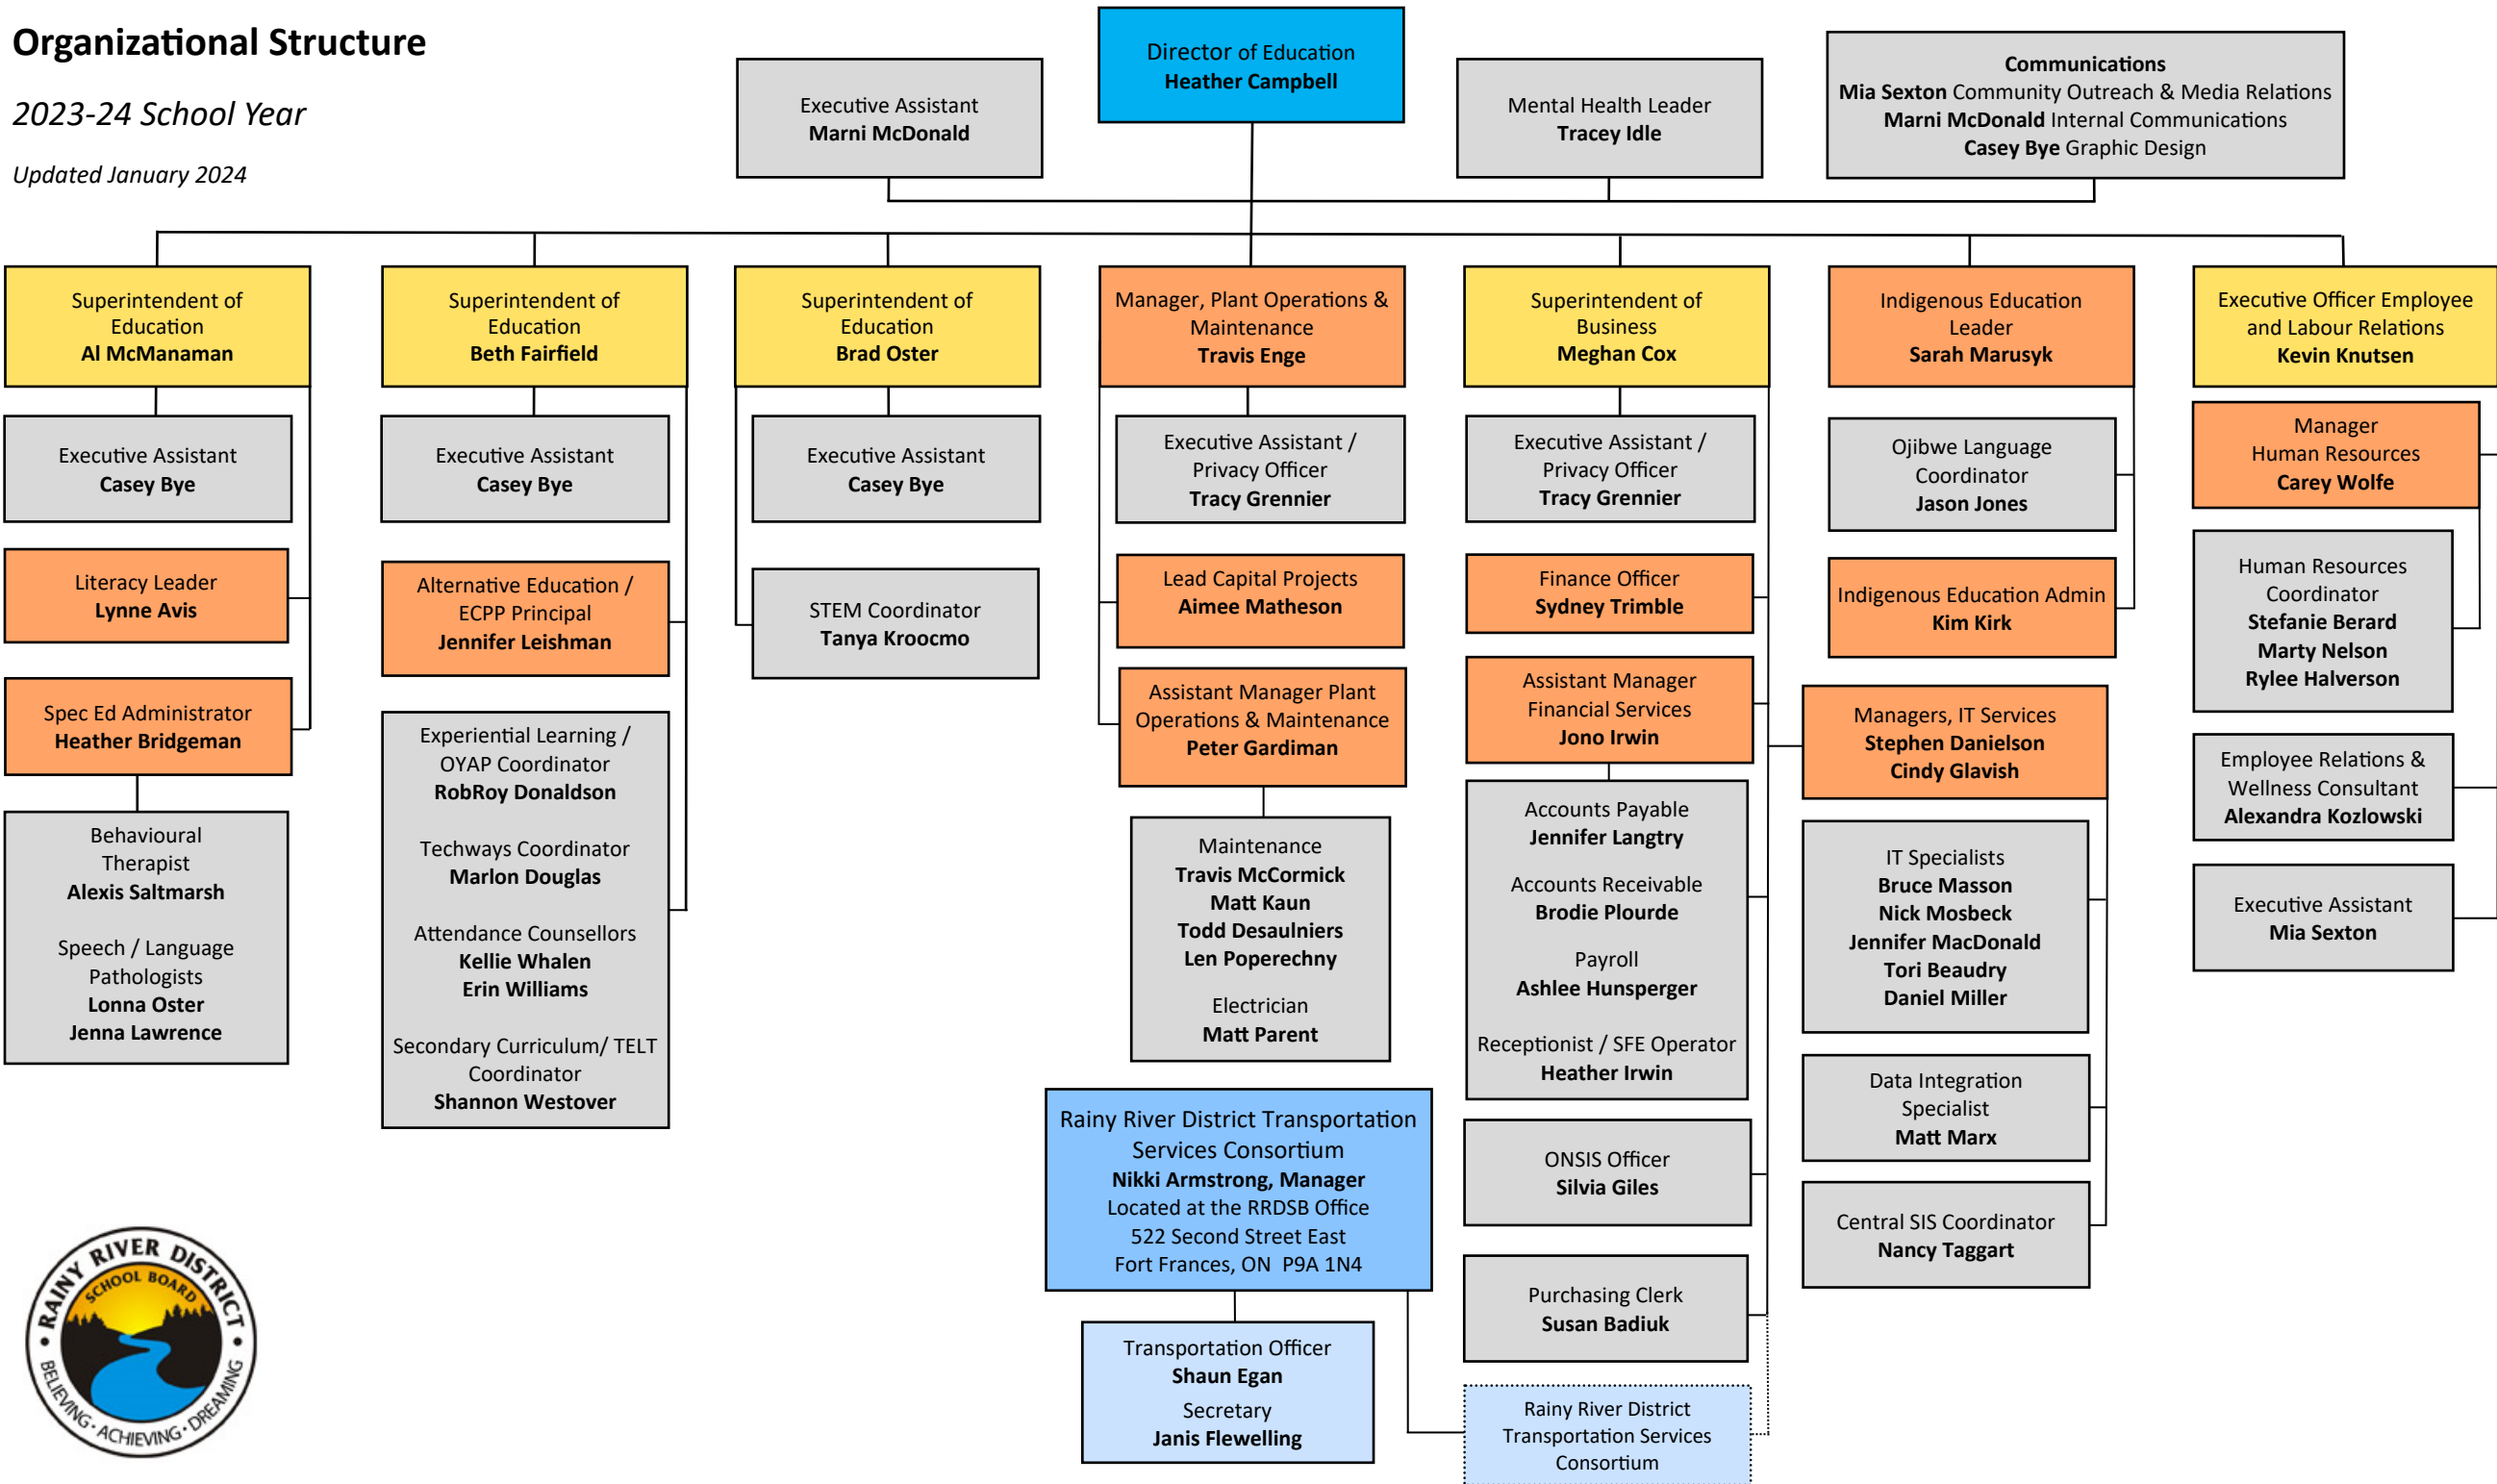 Organizational Structure
2023-24 School Year
Updated January 2024
Director of Education
Heather Campbell
Executive Assistant
Marni McDonald
Mental Health Leader
Tracey Idle
Communications
Mia Sexton Community Outreach & Media Relations
Marni McDonald Internal Communications
Casey Bye Graphic Design
Superintendent of
Education
Al McManaman
Executive Assistant
Casey Bye
Literacy Leader
Lynne Avis
Spec Ed Administrator
Heather Bridgeman
Behavioural
Therapist
Alexis Saltmarsh
Speech / Language
Pathologists
Lonna Oster
Jenna Lawrence
Superintendent of
Education
Beth Fairfield
Executive Assistant
Casey Bye
Alternative Education /
ECPP Principal
Jennifer Leishman
Experiential Learning /
OYAP Coordinator
RobRoy Donaldson
Techways Coordinator
Marlon Douglas
Attendance Counsellors
Kellie Whalen
Erin Williams
Secondary Curriculum/ TELT
Coordinator
Shannon Westover
Superintendent of
Education
Brad Oster
Executive Assistant
Casey Bye
STEM Coordinator
Tanya Kroocmo
Manager, Plant Operations &
Maintenance
Travis Enge
Executive Assistant /
Privacy Officer
Tracy Grennier
Lead Capital Projects
Aimee Matheson
Assistant Manager Plant
Operations & Maintenance
Peter Gardiman
Maintenance
Travis McCormick
Matt Kaun
Todd Desaulniers
Len Poperechny
Electrician
Matt Parent
Rainy River District Transportation
Services Consortium
Nikki Armstrong, Manager
Located at the RRDSB Office
522 Second Street East
Fort Frances, ON P9A 1N4
Transportation Officer
Shaun Egan
Secretary
Janis Flewelling
Superintendent of
Business
Meghan Cox
Executive Assistant /
Privacy Officer
Tracy Grennier
Finance Officer
Sydney Trimble
Assistant Manager
Financial Services
Jono Irwin
Accounts Payable
Jennifer Langtry
Accounts Receivable
Brodie Plourde
Payroll
Ashlee Hunsperger
Receptionist / SFE Operator
Heather Irwin
ONSIS Officer
Silvia Giles
Purchasing Clerk
Susan Badiuk
Rainy River District
Transportation Services
Consortium
Indigenous Education
Leader
Sarah Marusyk
Ojibwe Language
Coordinator
Jason Jones
Indigenous Education Admin
Kim Kirk
Managers, IT Services
Stephen Danielson
Cindy Glavish
IT Specialists
Bruce Masson
Nick Mosbeck
Jennifer MacDonald
Tori Beaudry
Daniel Miller
Data Integration
Specialist
Matt Marx
Central SIS Coordinator
Nancy Taggart
Executive Officer Employee
and Labour Relations
Kevin Knutsen
Manager
Human Resources
Carey Wolfe
Human Resources
Coordinator
Stefanie Berard
Marty Nelson
Rylee Halverson
Employee Relations &
Wellness Consultant
Alexandra Kozlowski
Executive Assistant
Mia Sexton
RAINY RIVER DISTRICT
SCHOOL BOARD
BELIEVING · ACHIEVING · DREAMING